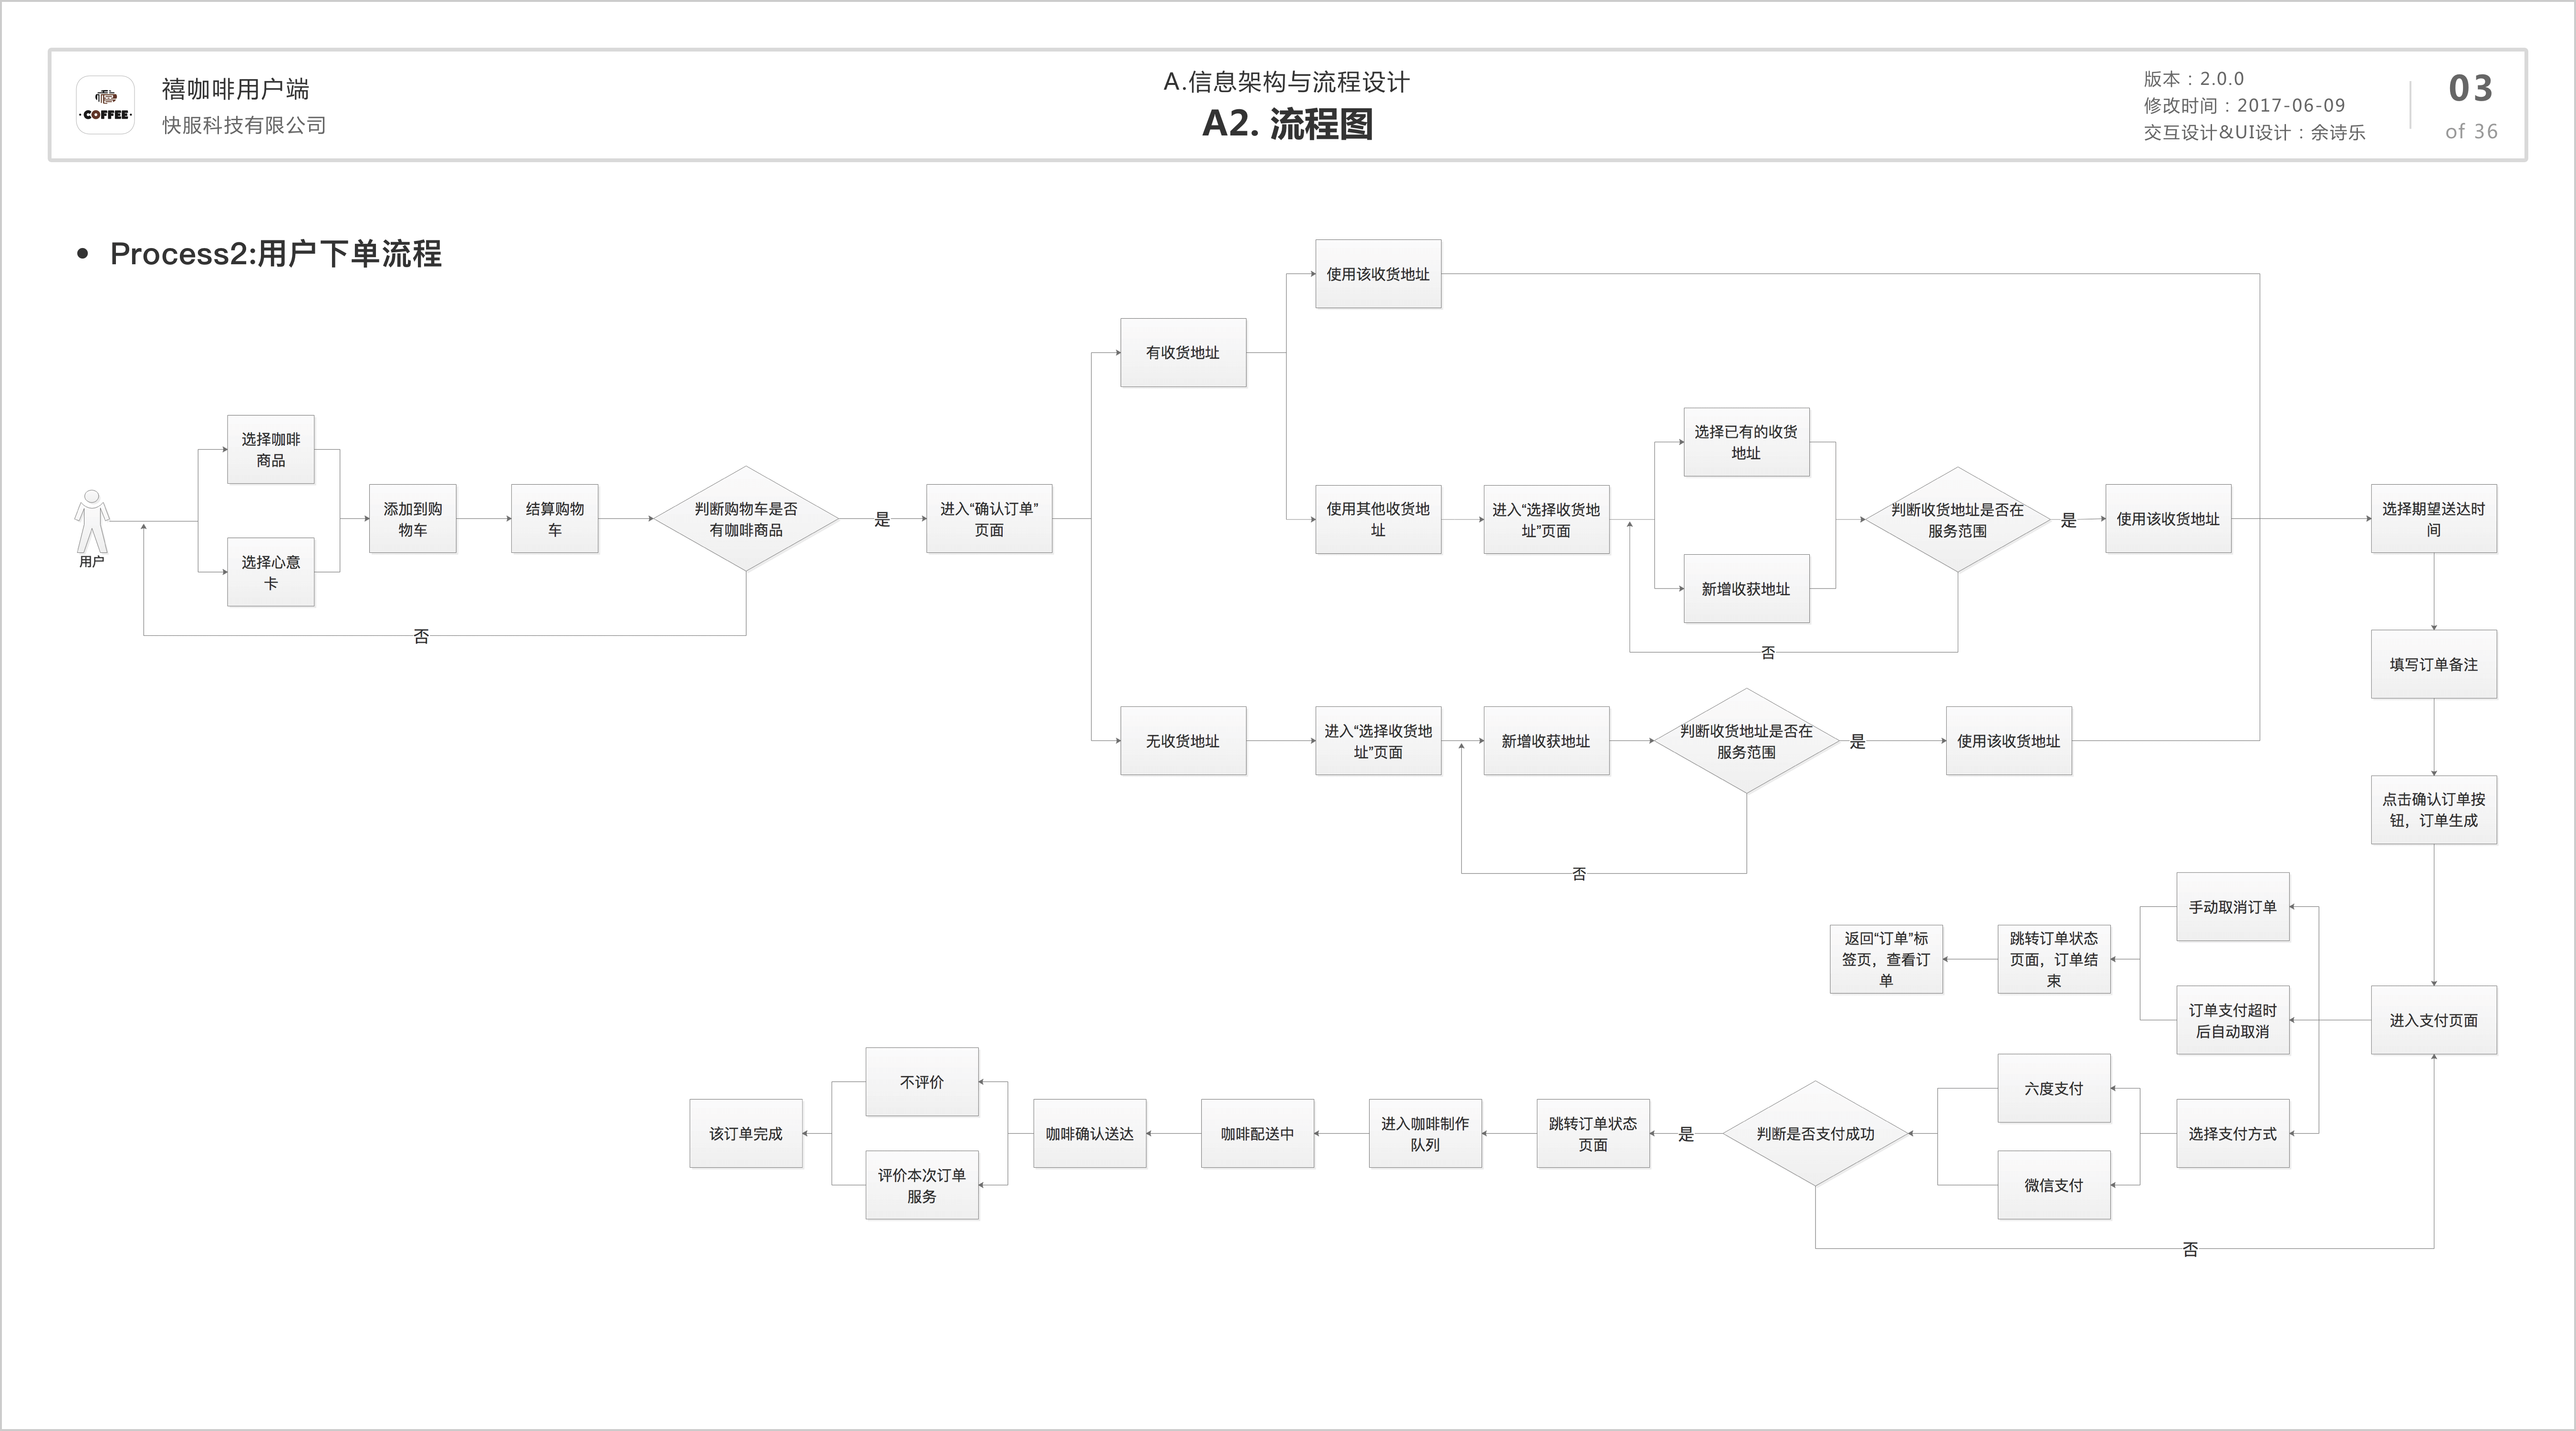 COFFEE
禧咖啡用户端
快服科技有限公司
A.信息架构与流程设计
A2. 流程图
版本：2.0.0
修改时间：2017-06-09
交互设计&UI设计：余诗乐
03
of 36
• Process2:用户下单流程
用户
选择咖啡
商品
选择心意
卡
添加到购
物车
结算购物
车
判断购物车是否
有咖啡商品
是
否
进入“确认订单”
页面
有收货地址
使用该收货地址
使用其他收货地
址
进入“选择收货地
址”页面
选择已有的收货
地址
新增收获地址
判断收货地址是否在
服务范围
是
否
使用该收货地址
无收货地址
进入“选择收货地
址”页面
新增收获地址
判断收货地址是否在
服务范围
是
否
使用该收货地址
选择期望送达时
间
填写订单备注
点击确认订单按
钮，订单生成
进入支付页面
手动取消订单
订单支付超时
后自动取消
跳转订单状态
页面，订单结
束
返回“订单”标
签页，查看订
单
选择支付方式
六度支付
微信支付
判断是否支付成功
是
否
跳转订单状态
页面
进入咖啡制作
队列
咖啡配送中
咖啡确认送达
不评价
评价本次订单
服务
该订单完成